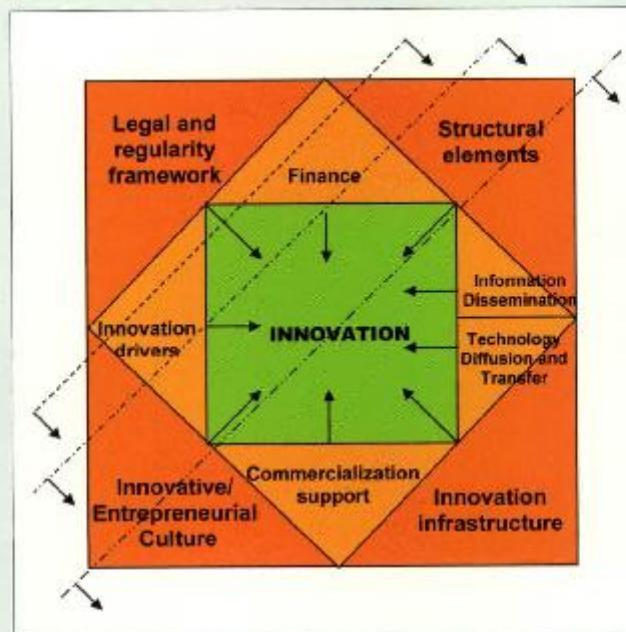 Legal and
regularity
framework
Structural
elements
Finance
Information
Dissemination
Innovation
drivers
INNOVATION
Technology
Diffusion and
Transfer
Commercialization
support
Innovative/
Entrepreneurial
Culture
Innovation
infrastructure